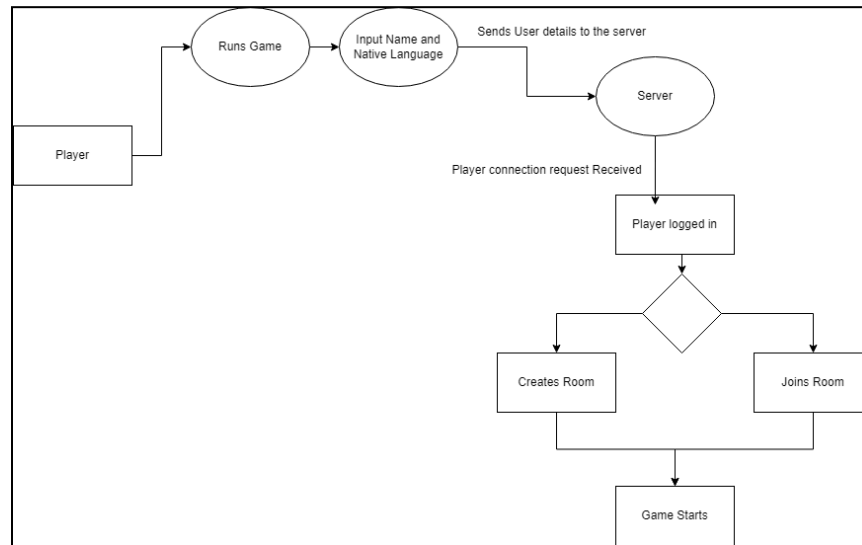 Runs Game
Input Name and
Native Language
Sends User details to the server
Server
Player
Player connection request Received
Player logged in
Creates Room
Joins Room
Game Starts